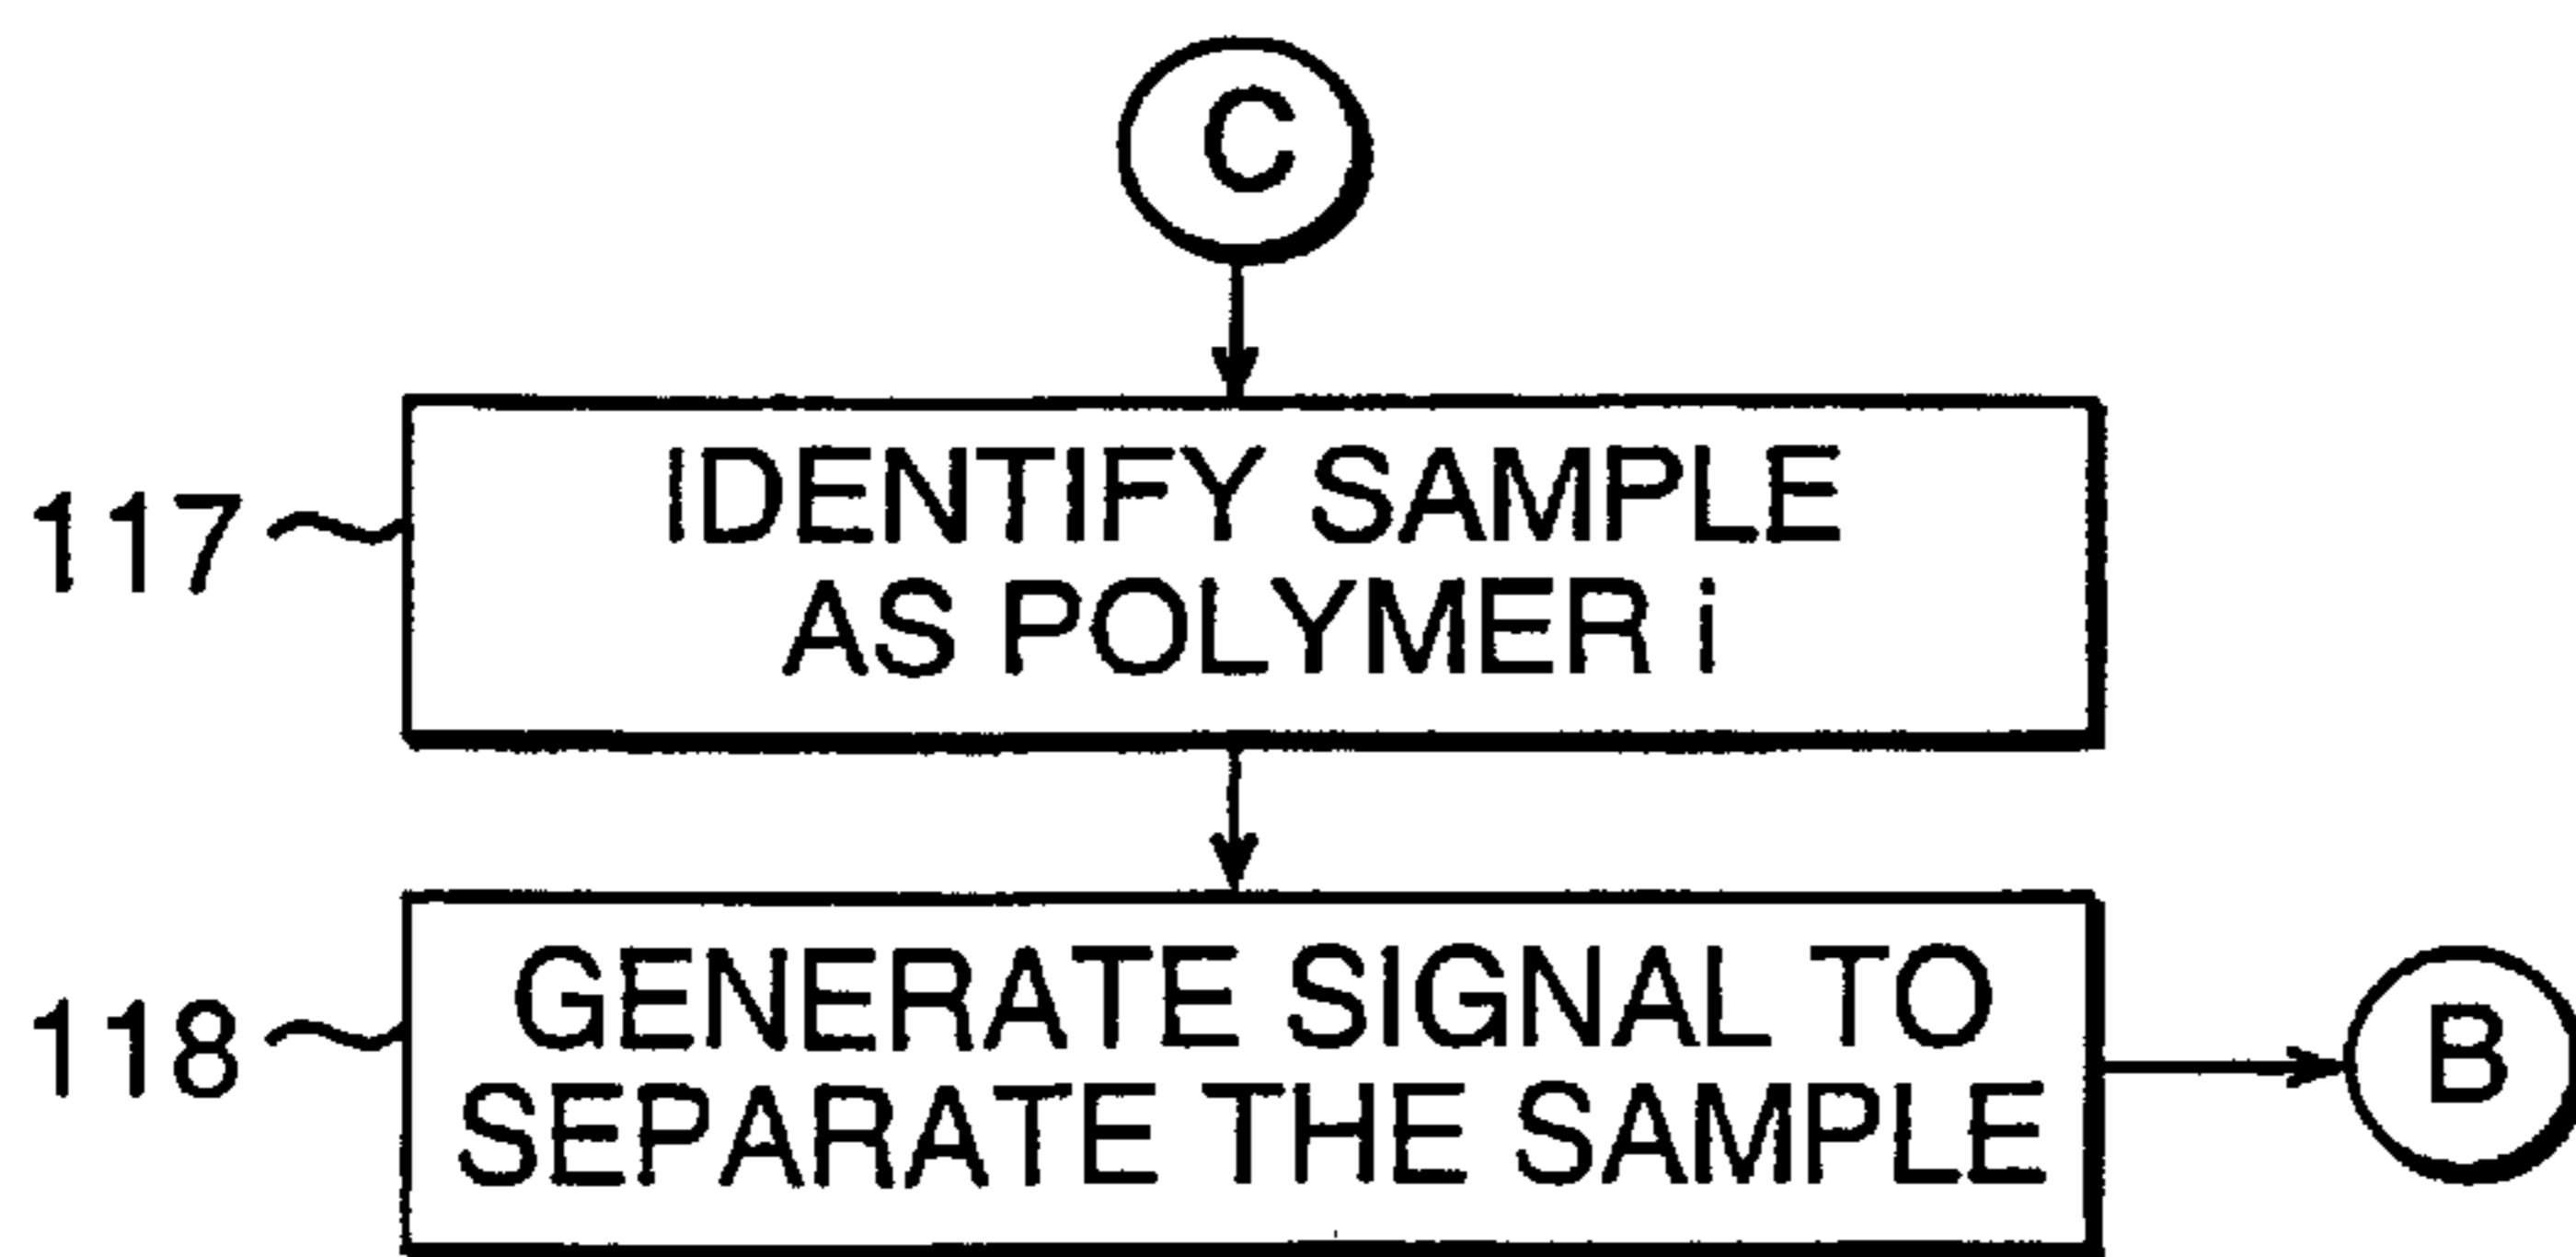 C
117
IDENTIFY SAMPLE
AS POLYMER i
118
GENERATE SIGNAL TO
SEPARATE THE SAMPLE
B